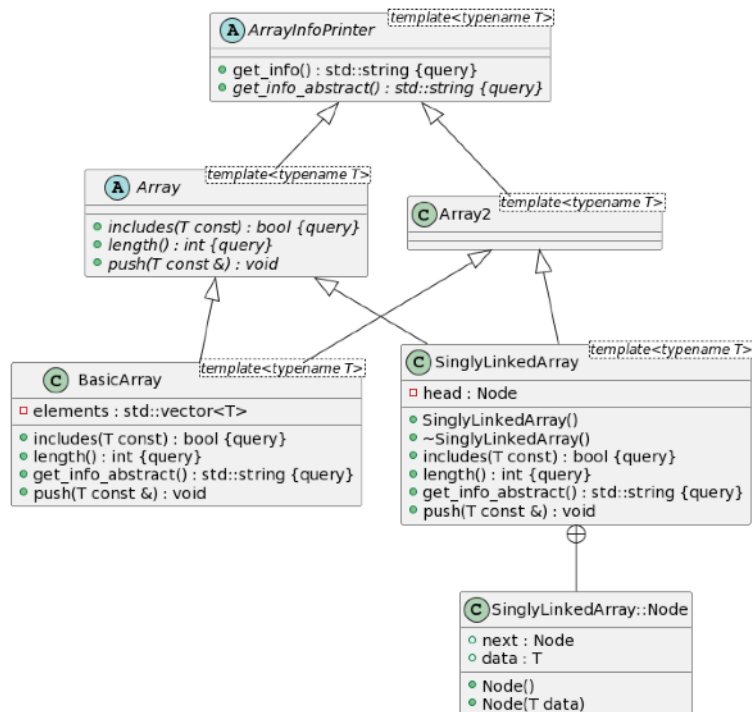 template<typename T>
A ArrayInfoPrinter
get_info() : std::string {query}
get_info_abstract() : std::string {query}
template<typename T>
A Array
includes(T const) : bool {query}
length() : int {query}
push(T const &) : void
template<typename T>
C Array2
template<typename T>
C BasicArray
elements : std::vector<T>
includes(T const) : bool {query}
length() : int {query}
get_info_abstract() : std::string {query}
push(T const &) : void
template<typename T>
C SinglyLinkedArray
head : Node
SinglyLinkedArray()
~SinglyLinkedArray()
includes(T const) : bool {query}
length() : int {query}
get_info_abstract() : std::string {query}
push(T const &) : void
C SinglyLinkedArray::Node
next : Node
data : T
Node()
Node(T data)